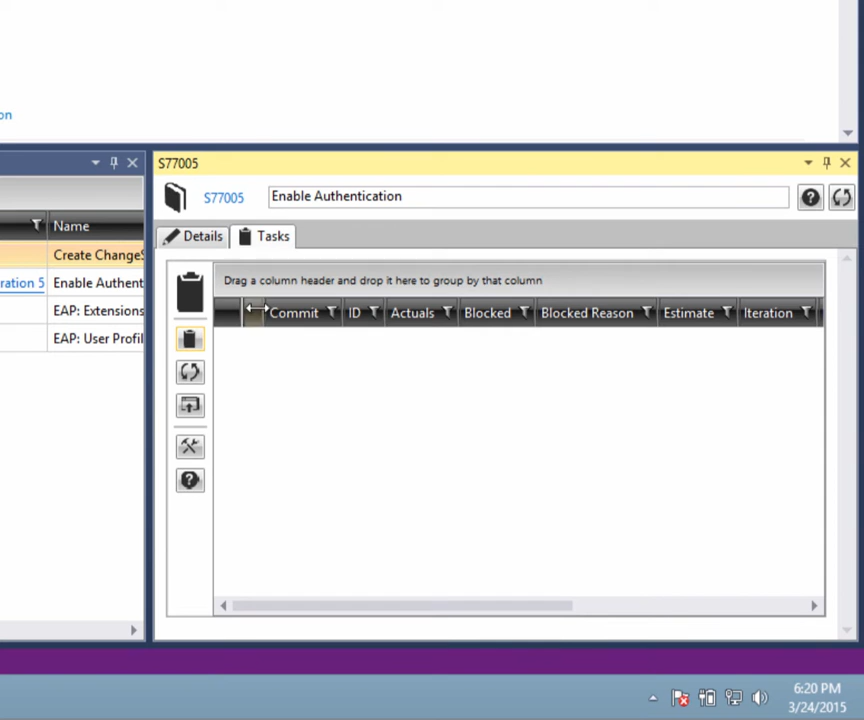 on
S77005
S77005 Enable Authentication
Details Tasks
Name
Create ChangeS
ration 5 Enable Authent
EAP: Extensions
EAP: User Profil
Drag a column header and drop it here to group by that column
Commit ID Actuals Blocked Blocked Reason Estimate Iteration
6:20 PM
3/24/2015